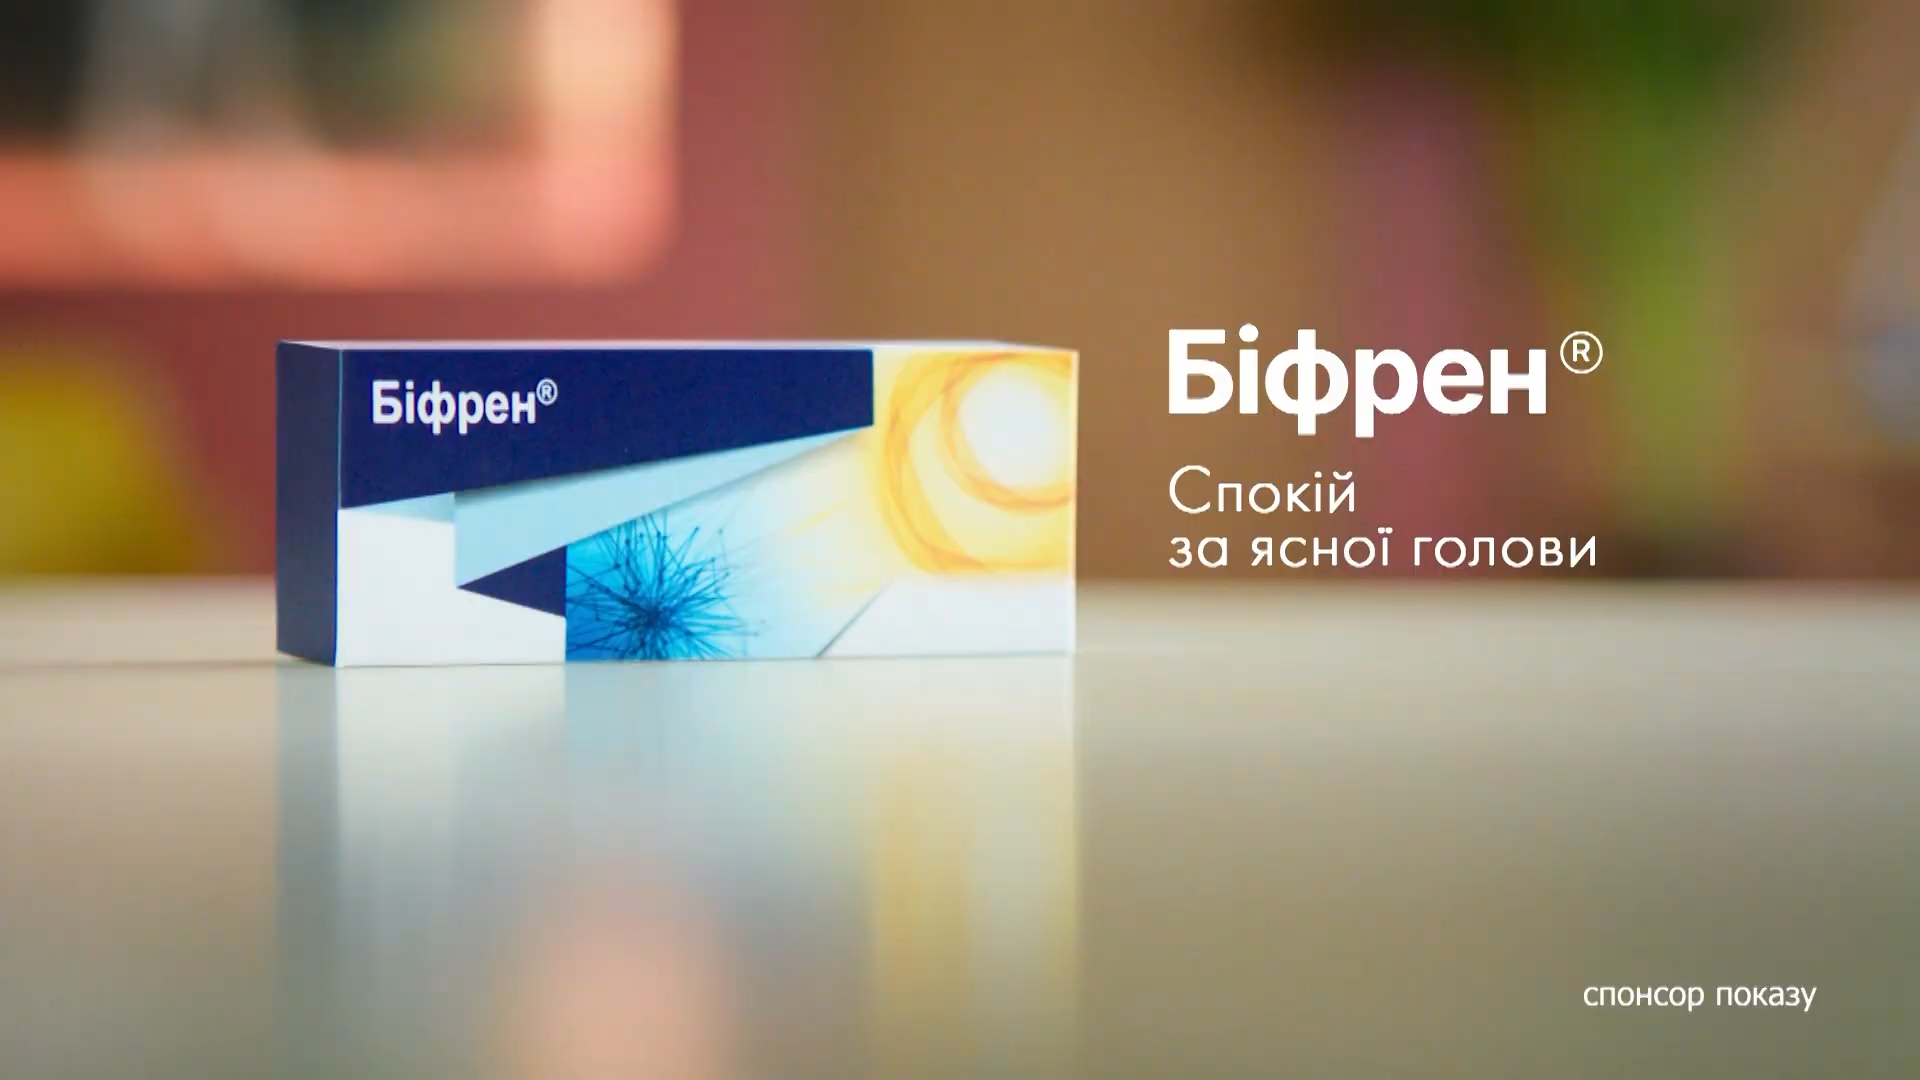 Біфрен®
Біфрен®
Спокій
за ясної голови
спонсор показу